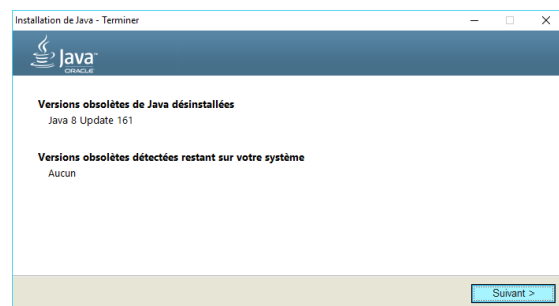 Installation de Java - Terminer
Java™
ORACLE
Versions obsolètes de Java désinstallées
Java 8 Update 161
Versions obsolètes détectées restant sur votre système
Aucun
Suivant >